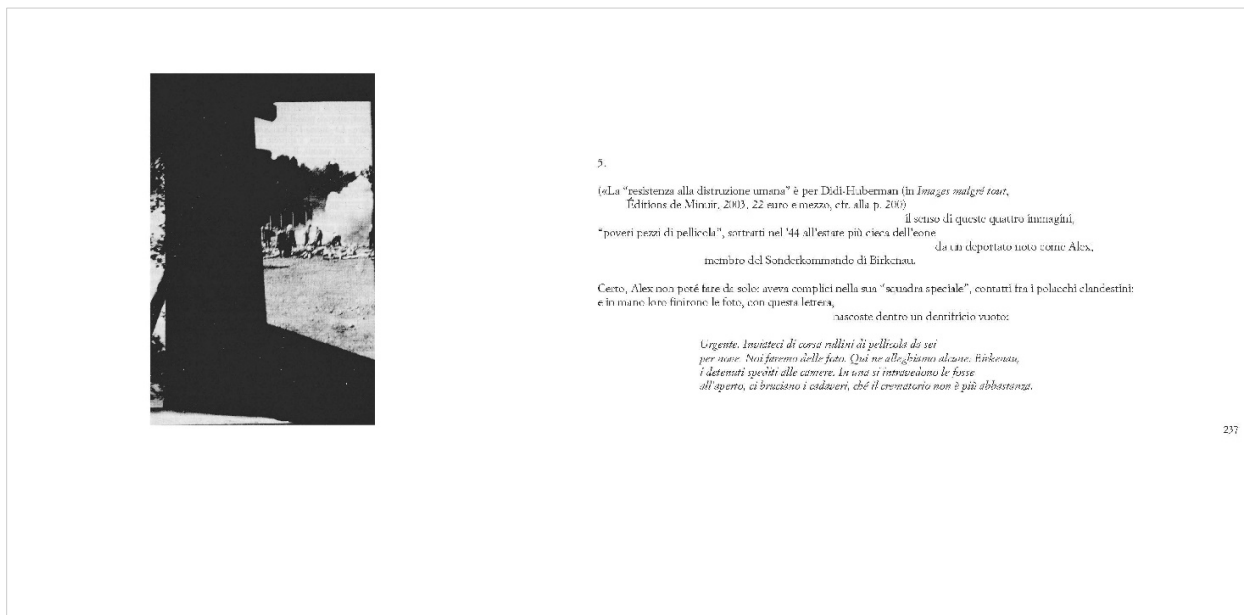 5.
(«La “resistenza alla distruzione umana” è per Didi-Huberman (in Images malgré tout,
Éditions de Minuit, 2003, 22 euro e mezzo, cfr. alla p. 200)
il senso di queste quattro immagini,
“poveri pezzi di pellicola”, sottratti nel '44 all'estate più cieca dell'eone
da un deportato noto come Alex,
membro del Sonderkommando di Birkenau.
Certo, Alex non poté fare da solo: aveva complici nella sua “squadra speciale”, contatti fra i polacchi clandestini:
e in mano loro finirono le foto, con questa lettera,
nascoste dentro un dentifricio vuoto:
Urgente. Inviateci di corsa rullini di pellicola da sei
per nove. Noi faremo delle foto. Qui ne alleghiamo alcune: Birkenau,
i detenuti spediti alle camere. In una si intravedono le fosse
all'aperto, ci bruciano i cadaveri, ché il crematorio non è più abbastanza.
237